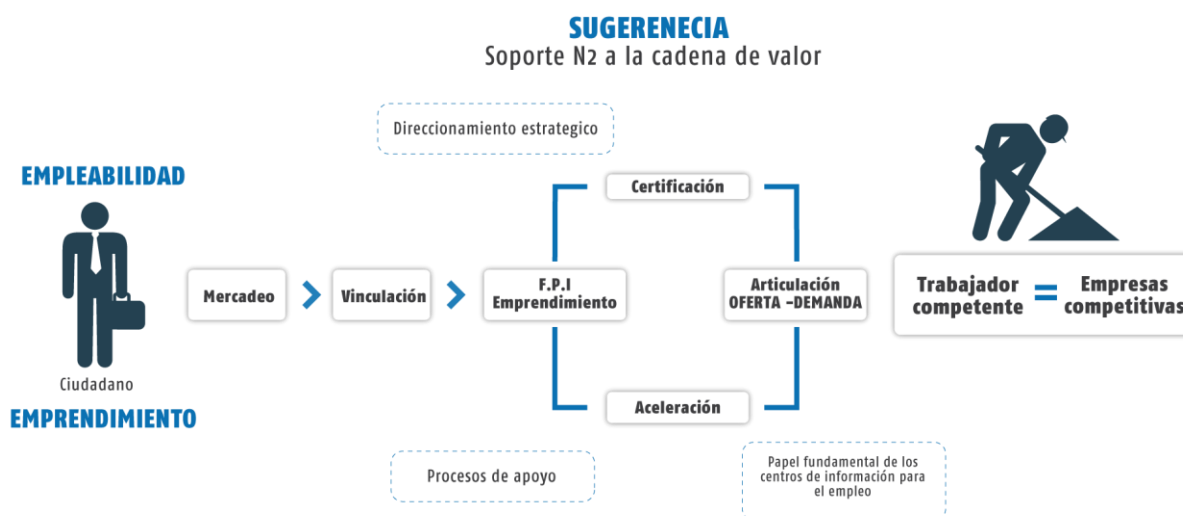 SUGERENECIA
Soporte N2 a la cadena de valor
Direccionamiento estrategico
EMPLEABILIDAD
Certificación
Mercadeo
Vinculación
F.P.I
Emprendimiento
Articulación
OFERTA -DEMANDA
Trabajador
competente
=
Empresas
competitivas
Ciudadano
EMPRENDIMIENTO
Aceleración
Procesos de apoyo
Papel fundamental de los
centros de información para
el empleo